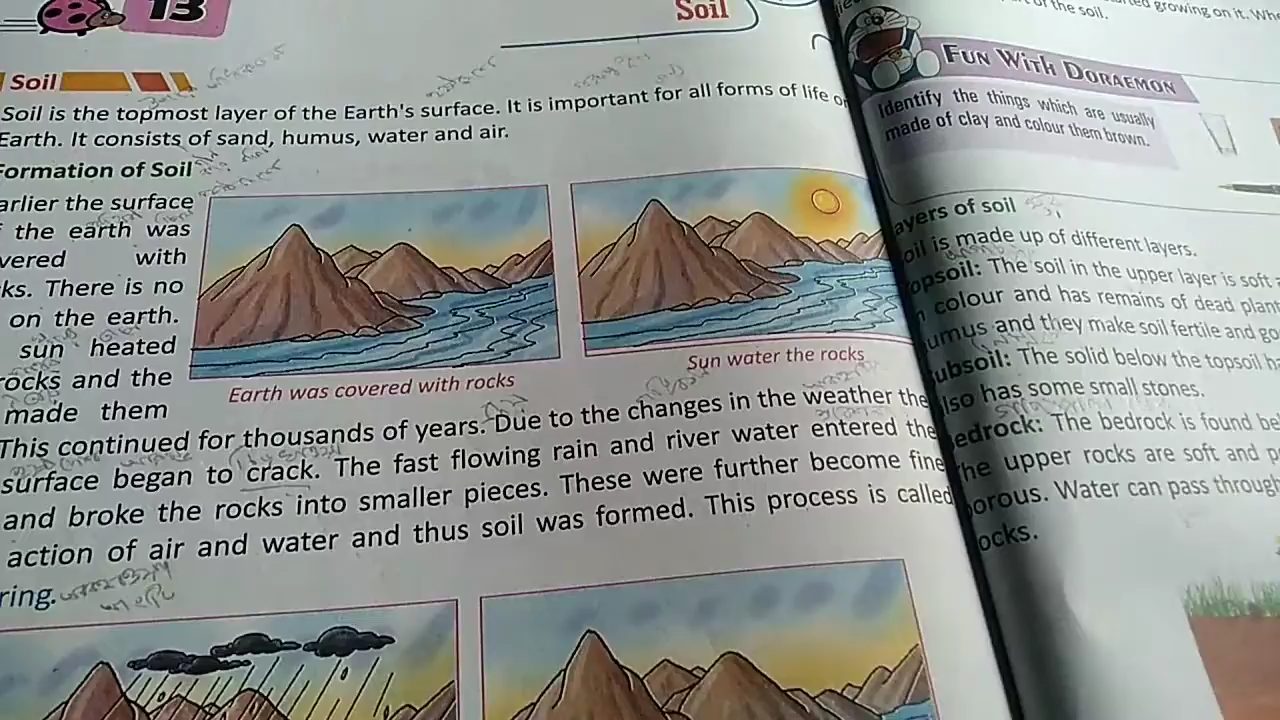 13
Soil
Soil
Soil is the topmost layer of the Earth's surface. It is important for all forms of life
Earth. It consists of sand, humus, water and air.
Formation of Soil
arlier the surface
the earth was
vered with
ks. There is no
on the earth.
sun heated
rocks and the
made them
Earth was covered with rocks
Sun water the rocks
This continued for thousands of years. Due to the changes in the weather the
surface began to crack. The fast flowing rain and river water entered the
and broke the rocks into smaller pieces. These were further become fine
action of air and water and thus soil was formed. This process is called
ring.
of the soil.
growing on it.
FUN WITH DORAEMON
Identify the things which are usually
made of clay and colour them brown.
ayers of soil
oil is made up of different layers.
opsoil: The soil in the upper layer is soft
colour and has remains of dead plant
umus and they make soil fertile and go
ubsoil: The solid below the topsoil ha
lso has some small stones.
edrock: The bedrock is found be
he upper rocks are soft and p
orous. Water can pass through
ocks.